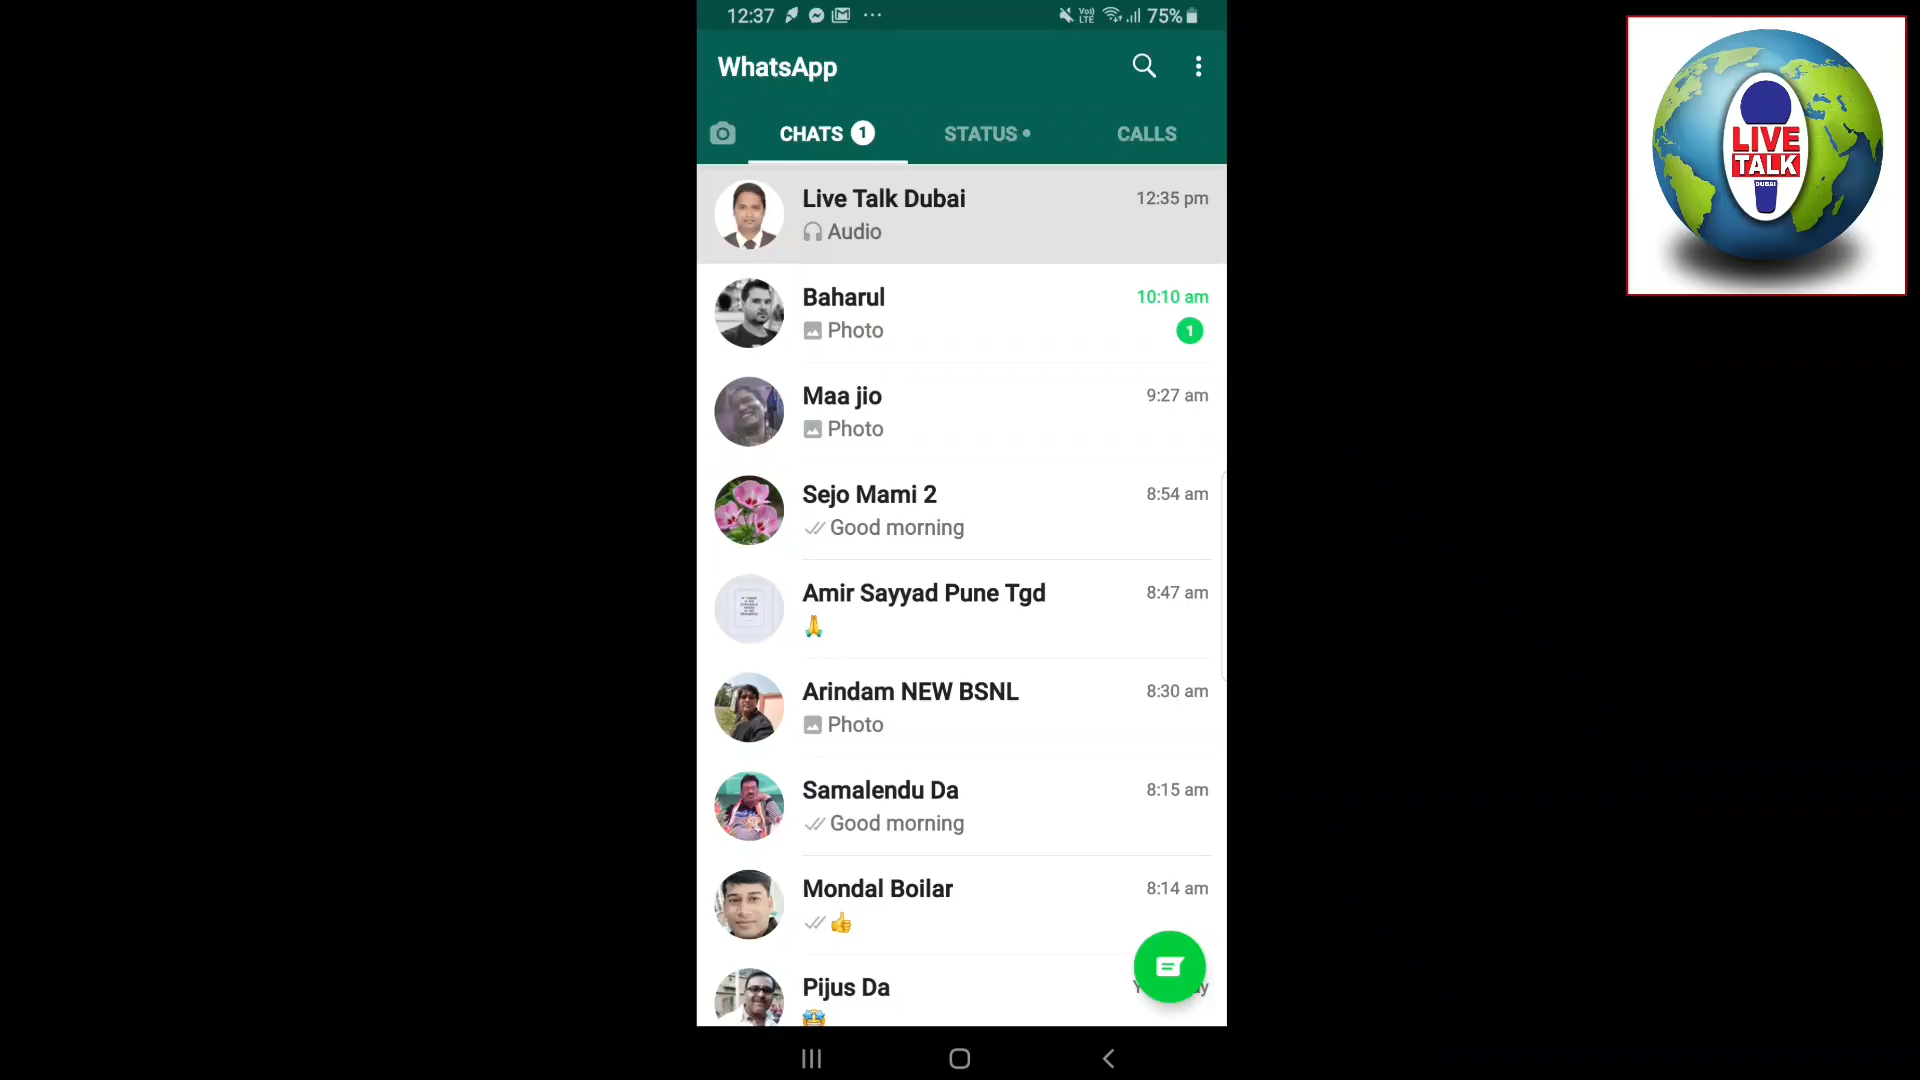 12:37 Vo)) LTE 75%
WhatsApp
CHATS 1 STATUS CALLS
Live Talk Dubai 12:35 pm
Audio
Baharul 10:10 am
Photo 1
Maa jio 9:27 am
Photo
Sejo Mami 2 8:54 am
Good morning
Amir Sayyad Pune Tgd 8:47 am
🙏
Arindam NEW BSNL 8:30 am
Photo
Samalendu Da 8:15 am
Good morning
Mondal Boilar 8:14 am
👍
Pijus Da
🤩
LIVE
TALK
DUBAI